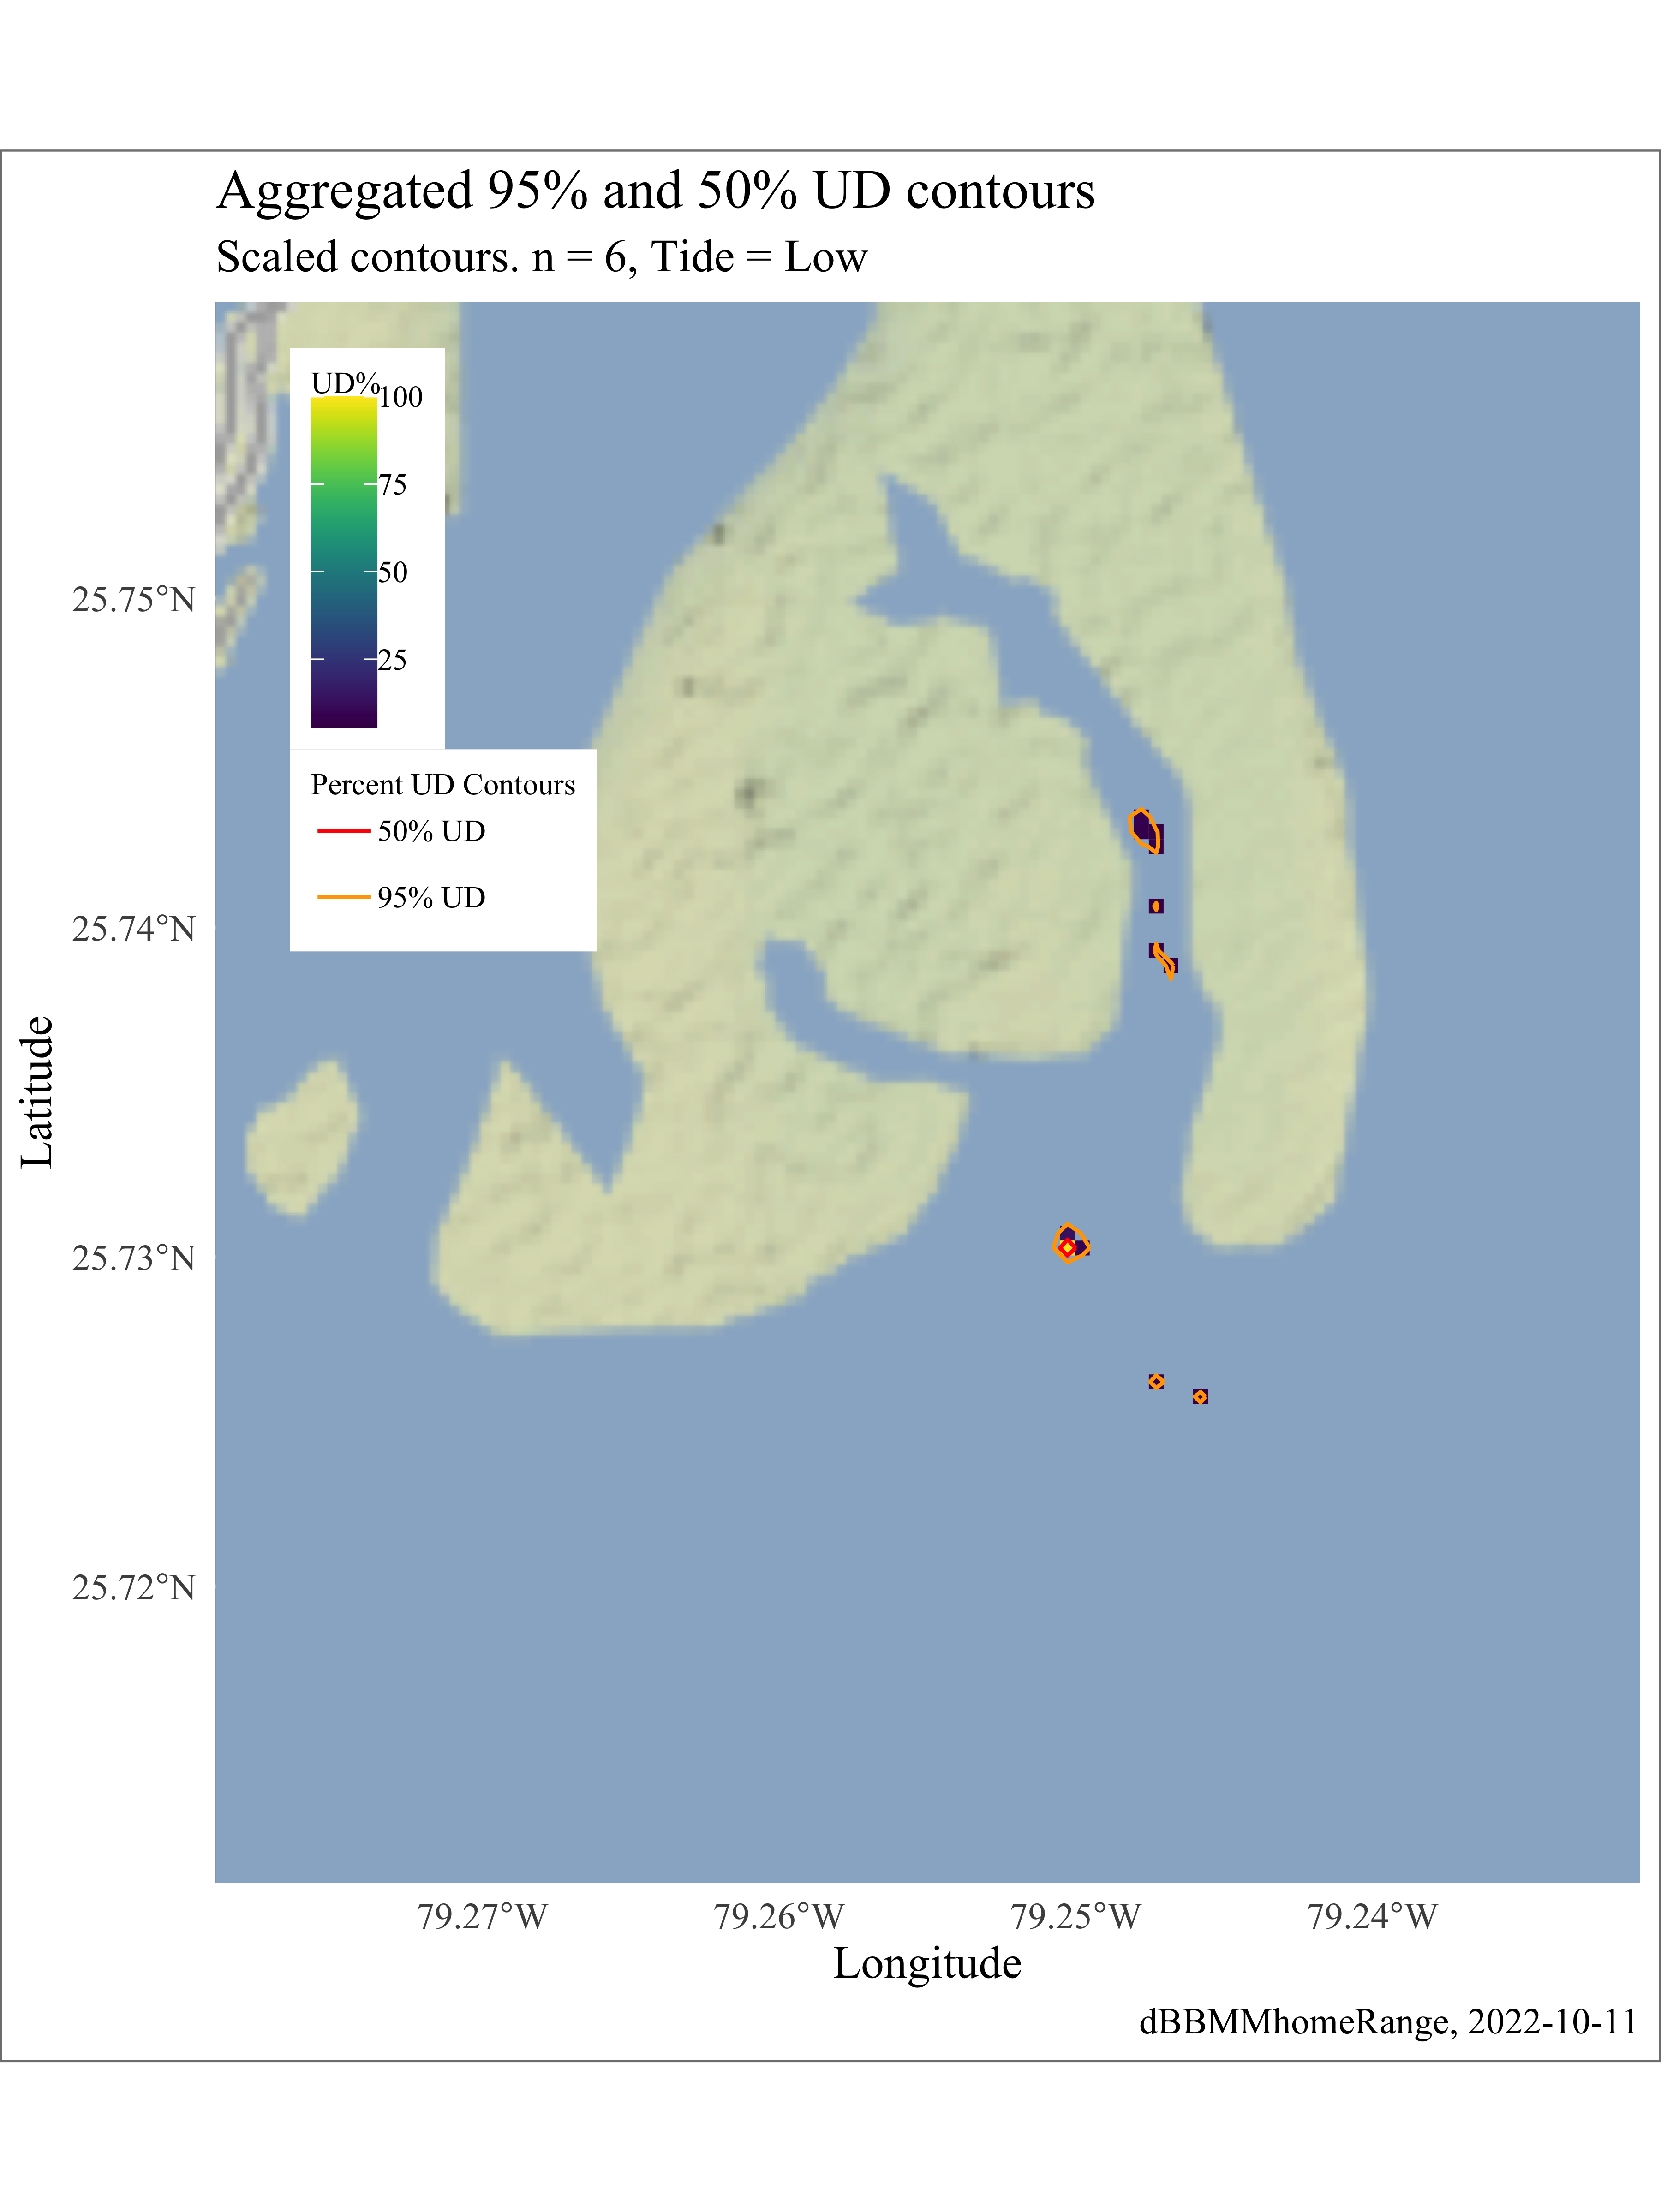 Aggregated 95% and 50% UD contours
Scaled contours. n = 6, Tide = Low
UD%
100
75
50
25
Percent UD Contours
50% UD
95% UD
25.75°N
25.74°N
25.73°N
25.72°N
Latitude
79.27°W 79.26°W 79.25°W 79.24°W
Longitude
dBBMMhomeRange, 2022-10-11